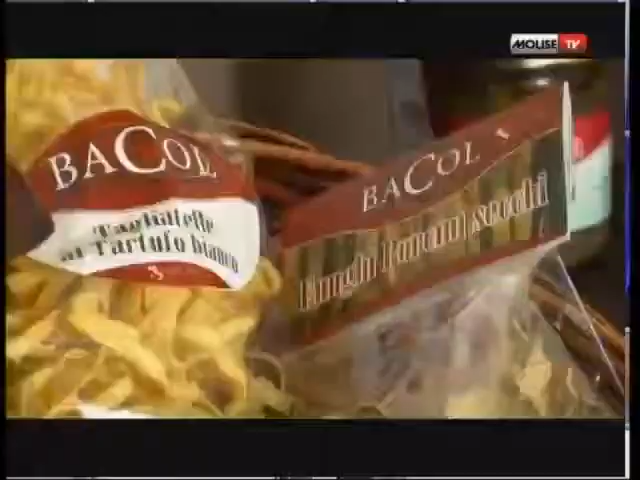 MOLISE TV
BACOL
Tagliatelle
al Tartufo bianco
BACOL
Funghi Porcini secchi